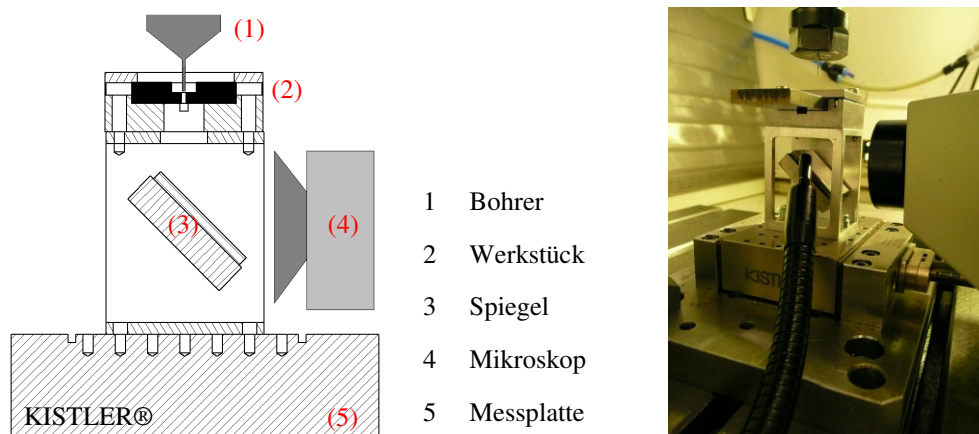 (1)
(2)
(3)
(4)
KISTLER®
(5)
1 Bohrer
2 Werkstück
3 Spiegel
4 Mikroskop
5 Messplatte
KISTLER